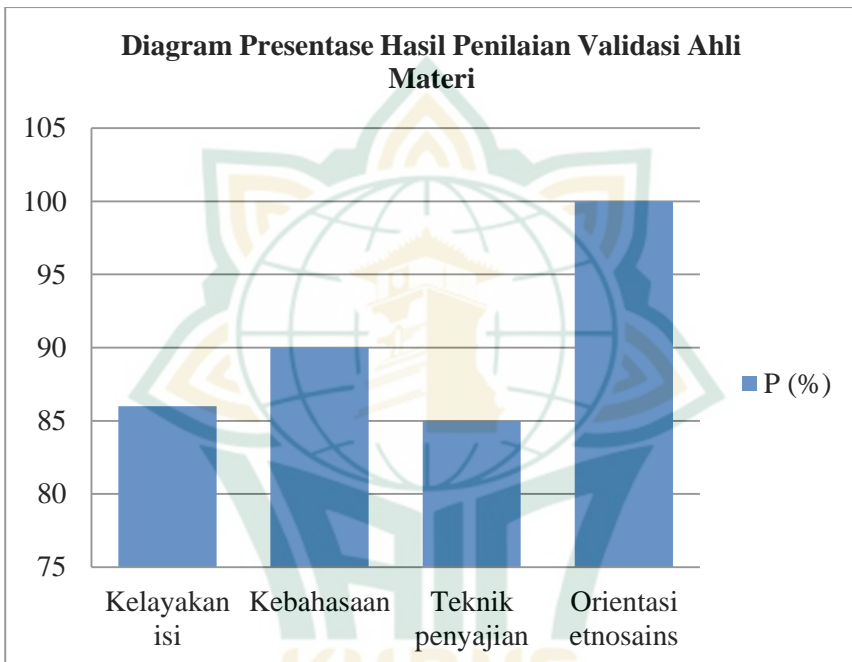 Diagram Presentase Hasil Penilaian Validasi Ahli
Materi
105
100
95
90
85
80
75
P (%)
Kelayakan
isi
Kebahasaan
Teknik
penyajian
Orientasi
etnosains